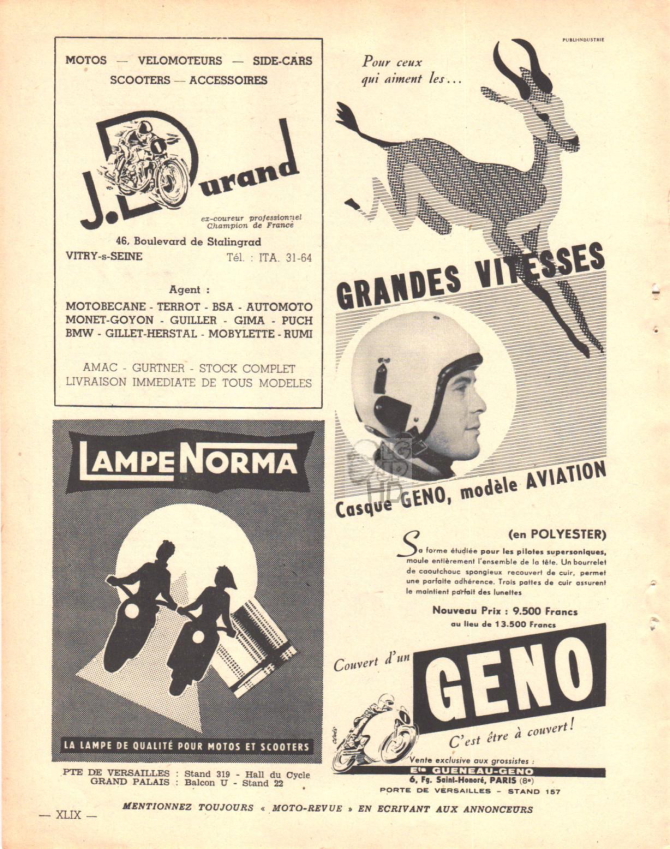 PUBLINDUSTRIE
MOTOS — VELOMOTEURS — SIDE-CARS
SCOOTERS — ACCESSOIRES
J. Durand
ex-coureur professionnel
Champion de France
46, Boulevard de Stalingrad
VITRY-s-SEINE Tél. : ITA. 31-64
Agent :
MOTOBECANE - TERROT - BSA - AUTOMOTO
MONET-GOYON - GUILLER - GIMA - PUCH
BMW - GILLET-HERSTAL - MOBYLETTE - RUMI
AMAC - GURTNER - STOCK COMPLET
LIVRAISON IMMEDIATE DE TOUS MODELES
LAMPE NORMA
LA LAMPE DE QUALITÉ POUR MOTOS ET SCOOTERS
PTE DE VERSAILLES : Stand 319 - Hall du Cycle
GRAND PALAIS : Balcon U - Stand 22
Pour ceux
qui aiment les...
GRANDES VITESSES
Casque GENO, modèle AVIATION
(en POLYESTER)
Sa forme étudiée pour les pilotes supersoniques,
moule entièrement l'ensemble de la tête. Un bourrelet
de caoutchouc spongieux recouvert de cuir, permet
une parfaite adhérence. Trois pattes de cuir assurent
le maintient parfait des lunettes
Nouveau Prix : 9.500 Francs
au lieu de 13.500 Francs
Couvert d'un
GENO
C'est être à couvert!
Vente exclusive aux grossistes :
Ets GUENEAU-GENO
6, Fg. Saint-Honoré, PARIS (8e)
PORTE DE VERSAILLES - STAND 157
MENTIONNEZ TOUJOURS « MOTO-REVUE » EN ECRIVANT AUX ANNONCEURS
— XLIX —